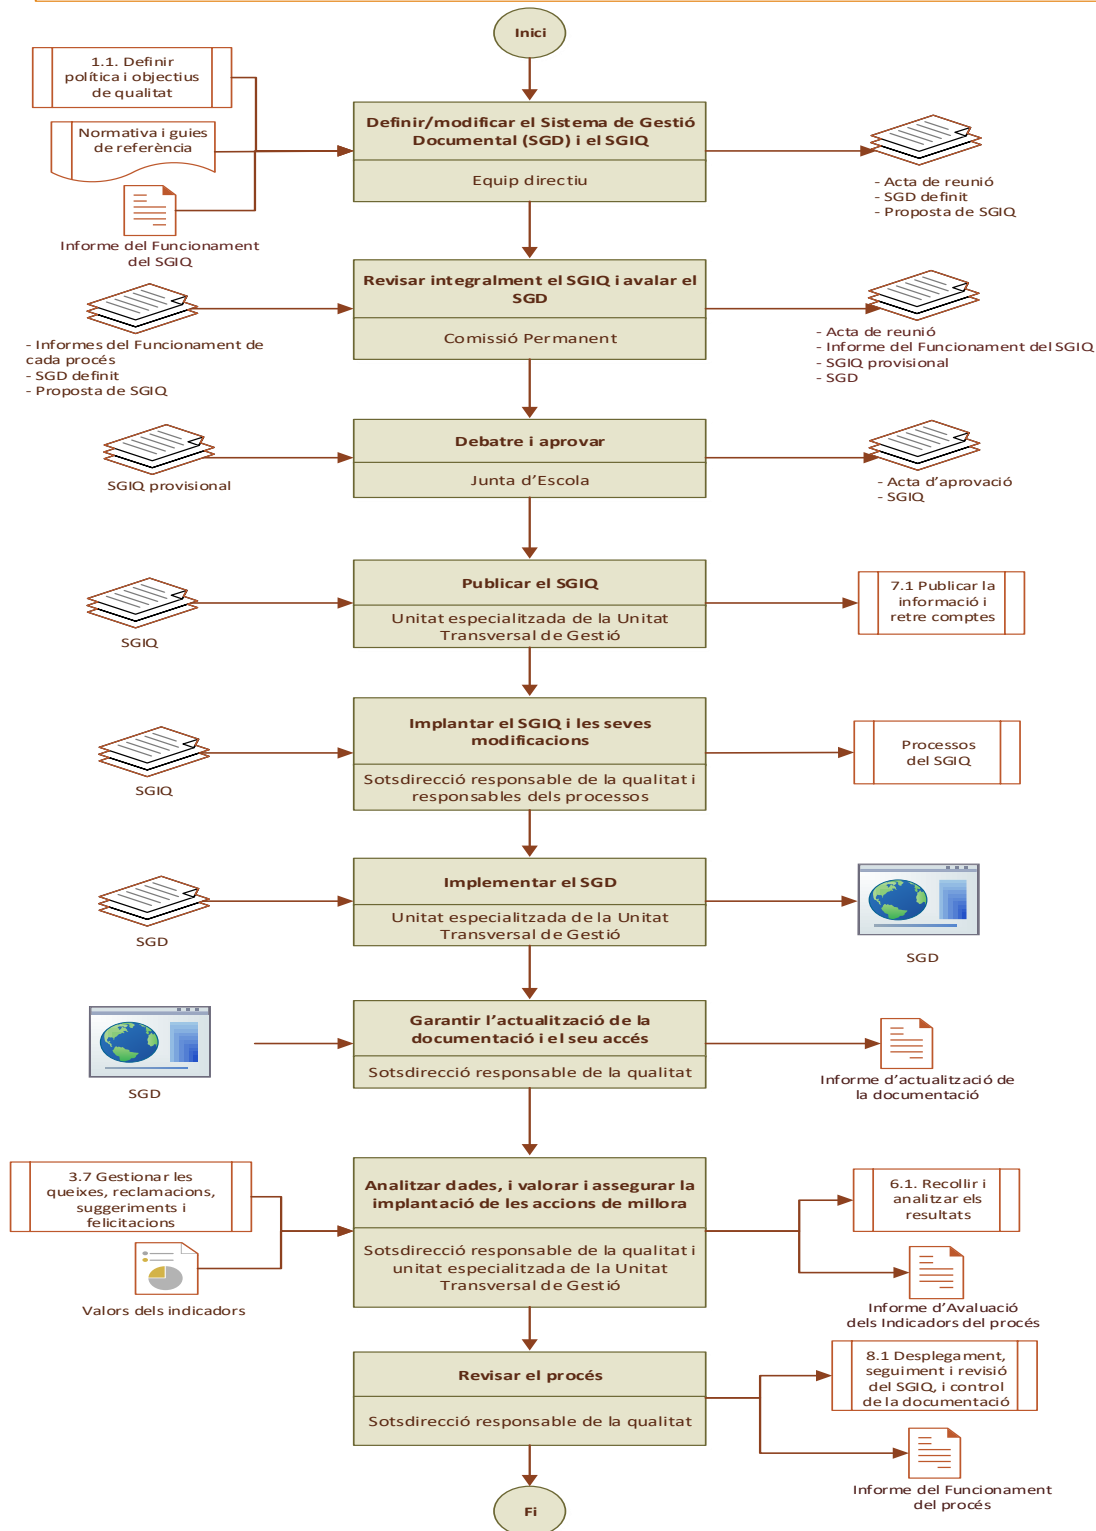 Inici
1.1. Definir
política i objectius
de qualitat
Normativa i guies
de referència
Informe del Funcionament
del SGIQ
Definir/modificar el Sistema de Gestió
Documental (SGD) i el SGIQ
Equip directiu
- Acta de reunió
- SGD definit
- Proposta de SGIQ
- Informes del Funcionament de
cada procés
- SGD definit
- Proposta de SGIQ
Revisar integralment el SGIQ i avalar el
SGD
Comissió Permanent
- Acta de reunió
- Informe del Funcionament del SGIQ
- SGIQ provisional
- SGD
SGIQ provisional
Debatre i aprovar
Junta d’Escola
- Acta d’aprovació
- SGIQ
SGIQ
Publicar el SGIQ
Unitat especialitzada de la Unitat
Transversal de Gestió
7.1 Publicar la
informació i
retre comptes
SGIQ
Implantar el SGIQ i les seves
modificacions
Sotsdirecció responsable de la qualitat i
responsables dels processos
Processos
del SGIQ
SGD
Implementar el SGD
Unitat especialitzada de la Unitat
Transversal de Gestió
SGD
SGD
Garantir l’actualització de la
documentació i el seu accés
Sotsdirecció responsable de la qualitat
Informe d’actualització de
la documentació
3.7 Gestionar les
queixes, reclamacions,
suggeriments i
felicitacions
Valors dels indicadors
Analitzar dades, i valorar i assegurar la
implantació de les accions de millora
Sotsdirecció responsable de la qualitat i
unitat especialitzada de la Unitat
Transversal de Gestió
6.1. Recollir i
analitzar els
resultats
Informe d’Avaluació
dels Indicadors del procés
Revisar el procés
Sotsdirecció responsable de la qualitat
8.1 Desplegament,
seguiment i revisió
del SGIQ, i control
de la documentació
Informe del Funcionament
del procés
Fi